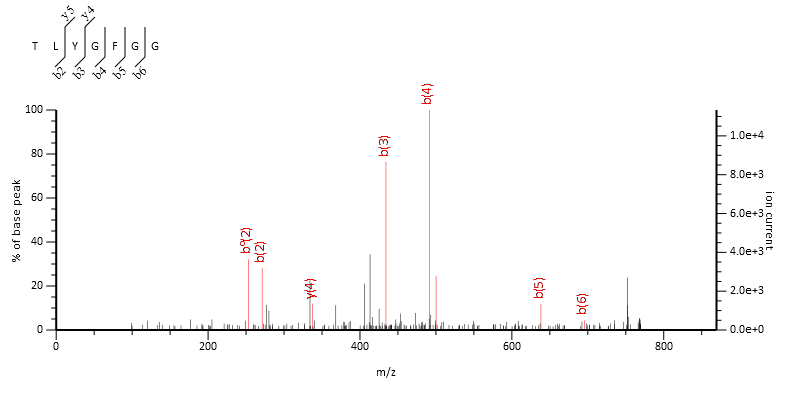 y5 y4
T L Y G F G G
b2 b3 b4 b5 b6
b(4)
b(3)
b°(2)
b(2)
y(4)
b(5)
b(6)
100
80
60
40
20
0
% of base peak
1.0e+4
8.0e+3
6.0e+3
4.0e+3
2.0e+3
0.0e+0
ion current
0 200 400 600 800
m/z